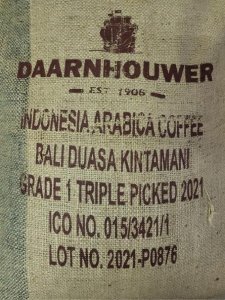 DAARNHOUWER
EST 1908
INDONESIA ARABICA COFFEE
BALI DUASA KINTAMANI
GRADE 1 TRIPLE PICKED 2021
ICO NO. 015/3421/1
LOT NO. 2021-P0876